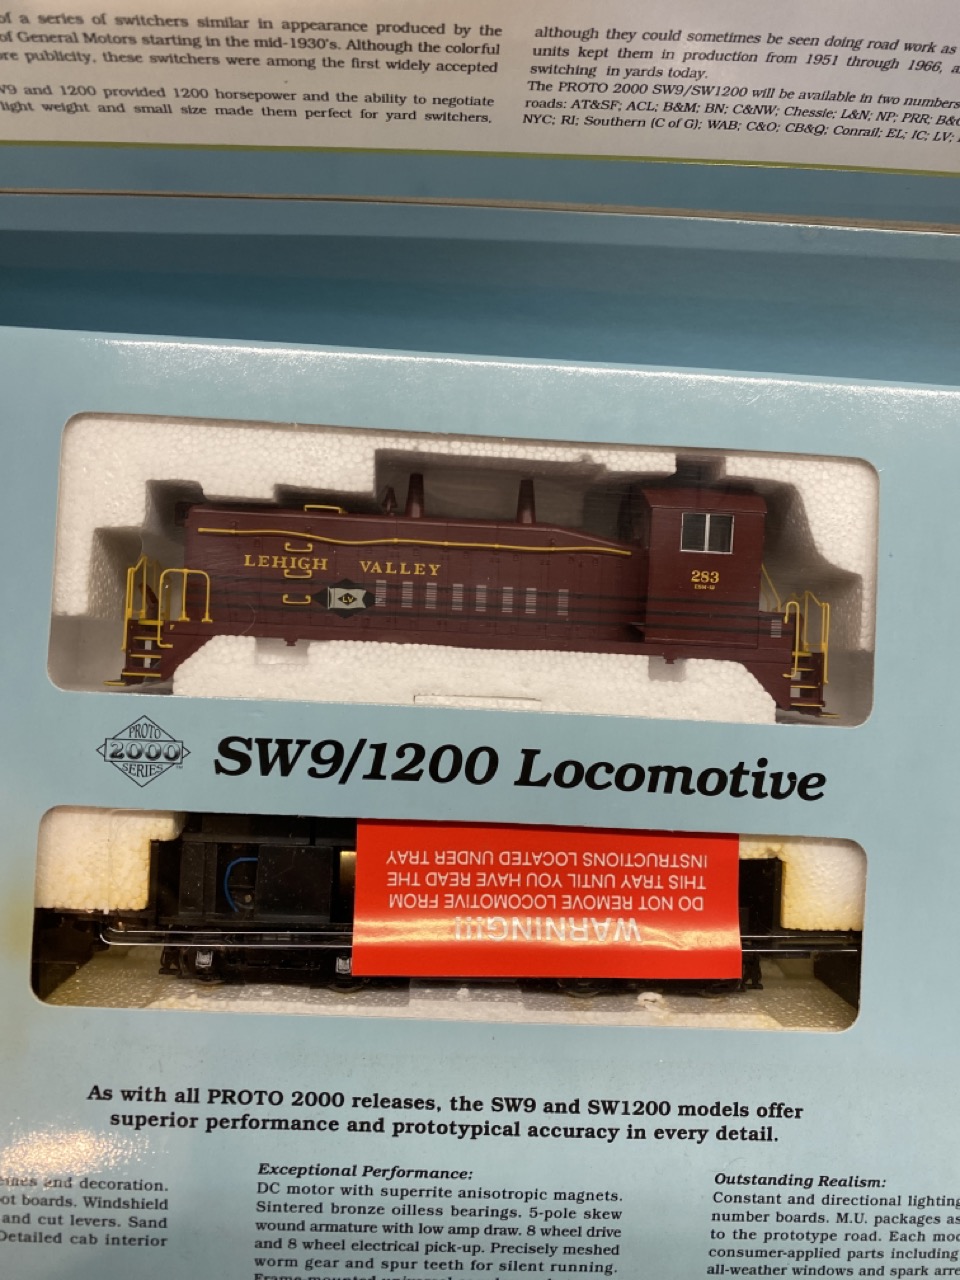 of a series of switchers similar in appearance produced by the
of General Motors starting in the mid-1930's. Although the colorful
publicity, these switchers were among the first widely accepted
and 1200 provided 1200 horsepower and the ability to negotiate
light weight and small size made them perfect for yard switchers.
although they could sometimes be seen doing road work as
units kept them in production from 1951 through 1966,
switching in yards today.
The PROTO 2000 SW9/SW1200 will be available in two numbers
roads: AT&SF; ACL; B&M; BN; C&NW; Chessie; L&N; NP; PRR;
NYC; RI; Southern (C of G); WAB; C&O; CB&Q; Conrail; EL; IC; LV;
LEHIGH VALLEY
LV
283
PROTO
2000
SERIES
SW9/1200 Locomotive
WARNING!!!
DO NOT REMOVE LOCOMOTIVE FROM
THIS TRAY UNTIL YOU HAVE READ THE
INSTRUCTIONS LOCATED UNDER TRAY
As with all PROTO 2000 releases, the SW9 and SW1200 models offer
superior performance and prototypical accuracy in every detail.
and decoration.
boards. Windshield
and cut levers. Sand
Detailed cab interior
Exceptional Performance:
DC motor with superrite anisotropic magnets.
Sintered bronze oilless bearings. 5-pole skew
wound armature with low amp draw. 8 wheel drive
and 8 wheel electrical pick-up. Precisely meshed
worm gear and spur teeth for silent running.
Outstanding Realism:
Constant and directional lighting
number boards. M.U. packages as
to the prototype road. Each
consumer-applied parts including
all-weather windows and spark